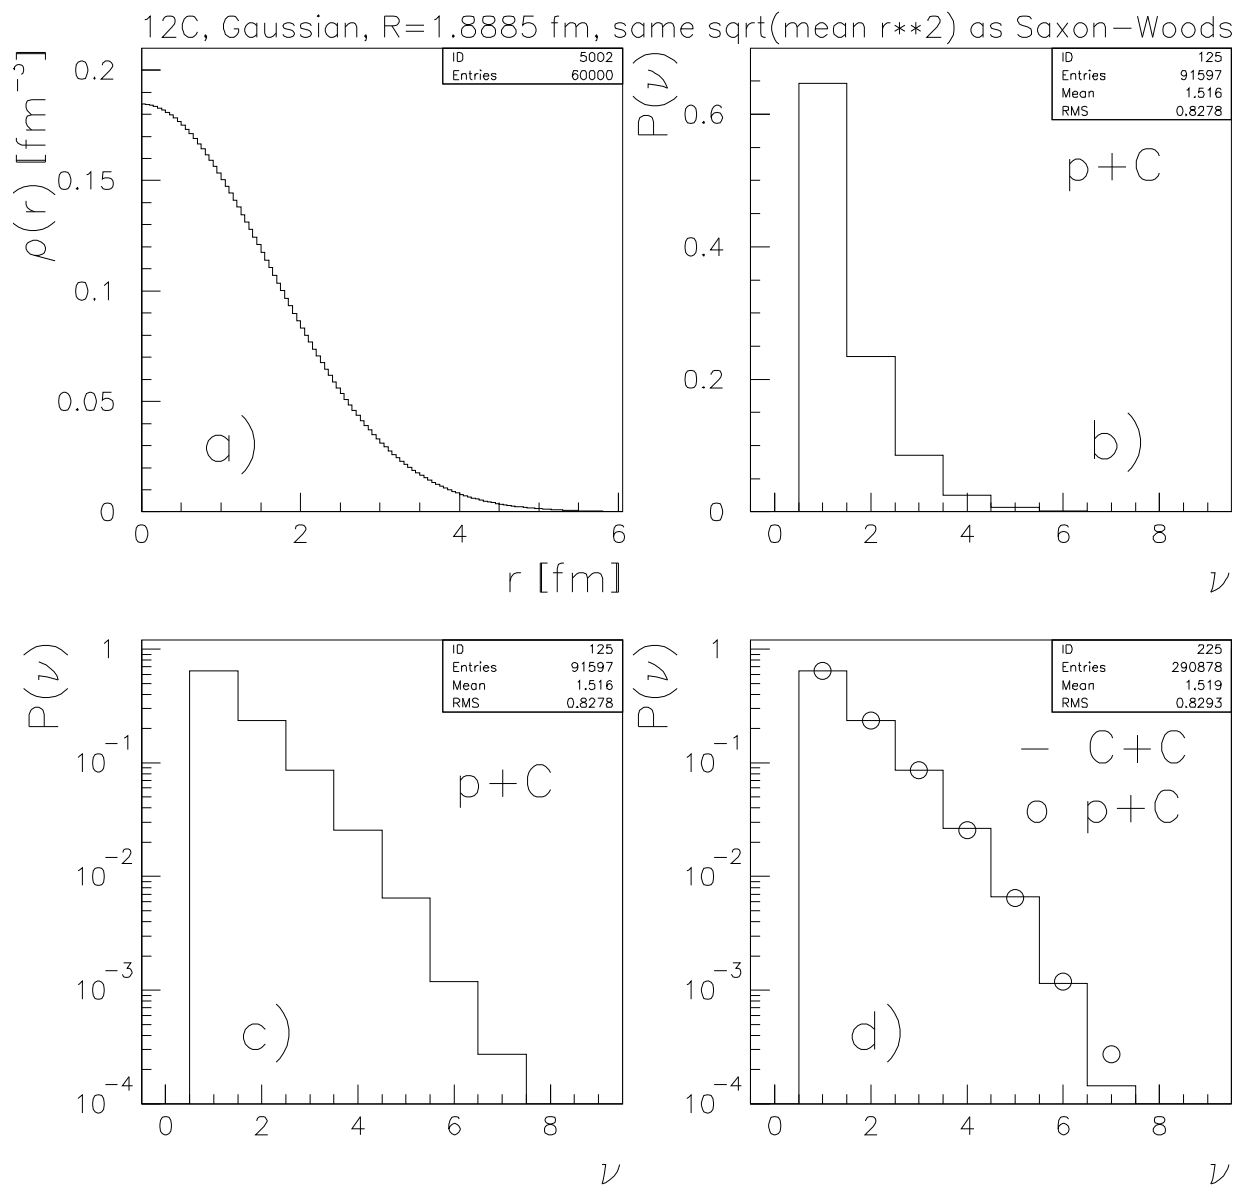 12C, Gaussian, R=1.8885 fm, same sqrt(mean r**2) as Saxon−Woods
ρ(r) [fm⁻³]
0.2
0.15
0.1
0.05
0
ID 5002
Entries 60000
a)
0 2 4 6
r [fm]
P(ν)
0.6
0.4
0.2
0
ID 125
Entries 91597
Mean 1.516
RMS 0.8278
p+C
b)
0 2 4 6 8
ν
P(ν)
1
10⁻¹
10⁻²
10⁻³
10⁻⁴
ID 125
Entries 91597
Mean 1.516
RMS 0.8278
p+C
c)
0 2 4 6 8
ν
P(ν)
1
10⁻¹
10⁻²
10⁻³
10⁻⁴
ID 225
Entries 290878
Mean 1.519
RMS 0.8293
− C+C
o p+C
d)
0 2 4 6 8
ν